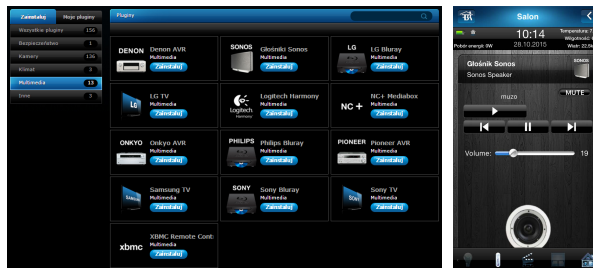 Zainstaluj
Moje pluginy
Wszystkie pluginy 156
Bezpieczeństwo 1
Kamery 136
Klimat 3
Multimedia 13
Inne 3
Pluginy
DENON
Denon AVR
Multimedia
Zainstaluj
SONOS
Głośniki Sonos
Multimedia
Zainstaluj
LG
LG Bluray
Multimedia
Zainstaluj
LG
LG TV
Multimedia
Zainstaluj
Logitech
Harmony
Logitech Harmony
Multimedia
Zainstaluj
NC+
NC+ Mediabox
Multimedia
Zainstaluj
ONKYO
Onkyo AVR
Multimedia
Zainstaluj
PHILIPS
Philips Bluray
Multimedia
Zainstaluj
PIONEER
Pioneer AVR
Multimedia
Zainstaluj
SAMSUNG
Samsung TV
Multimedia
Zainstaluj
SONY
Sony Bluray
Multimedia
Zainstaluj
SONY
Sony TV
Multimedia
Zainstaluj
xbmc
XBMC Remote Cont
Multimedia
Zainstaluj
Salon
10:14
28.10.2015
Pobór energii: 0W
Temperatura: 7.
Wilgotność:
Wiatr: 22.5k
Głośnik Sonos
Sonos Speaker
SONOS
muzo
MUTE
Volume: 19